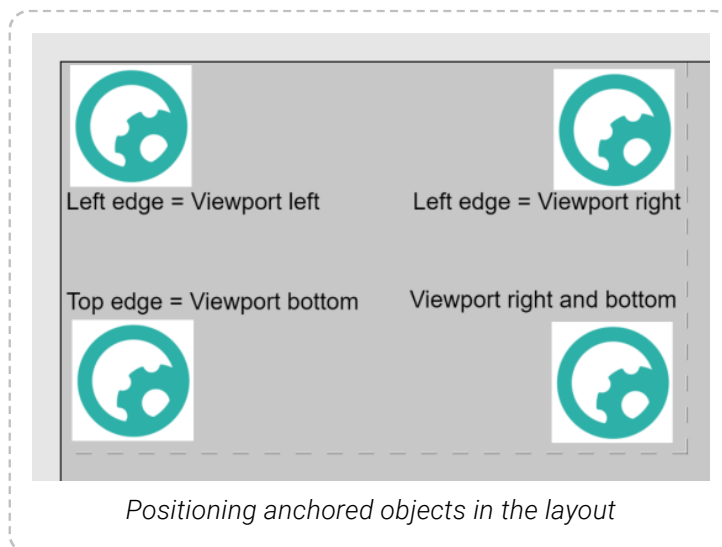 Left edge = Viewport left
Left edge = Viewport right
Top edge = Viewport bottom
Viewport right and bottom
Positioning anchored objects in the layout